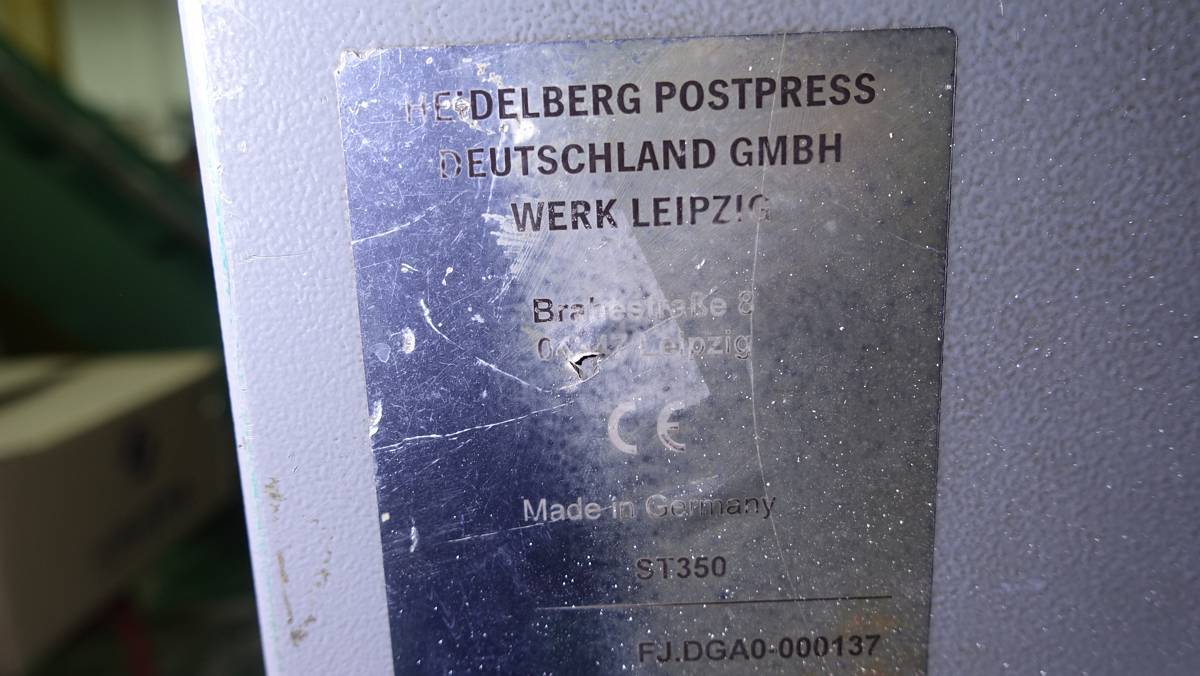 HEIDELBERG POSTPRESS
DEUTSCHLAND GMBH
WERK LEIPZIG
Brahestraße 8
Leipzig
CE
Made in Germany
ST350
FJ.DGA0-000137